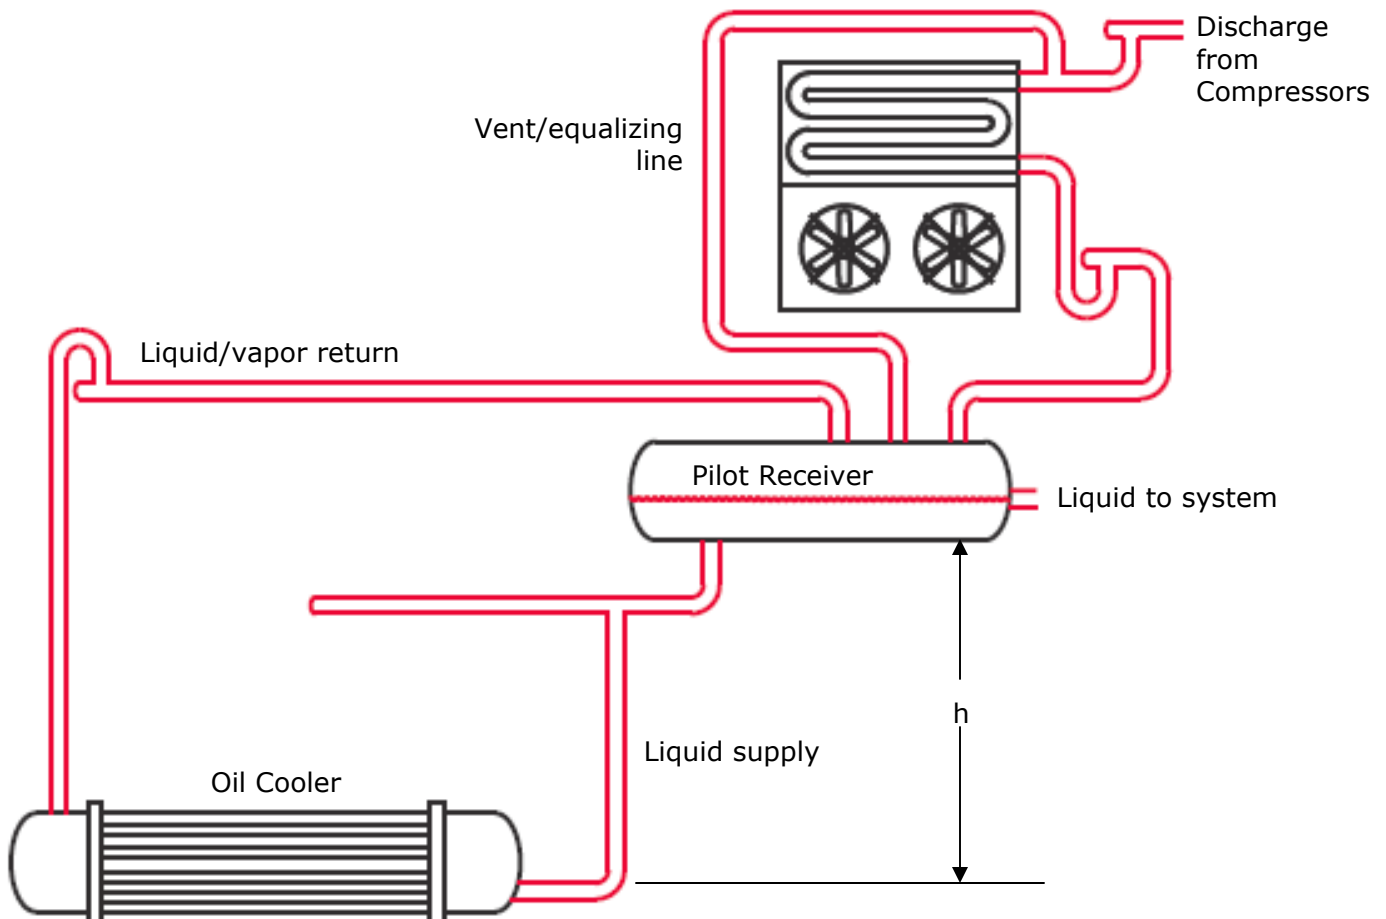 Discharge
from
Compressors
Vent/equalizing
line
Liquid/vapor return
Pilot Receiver
Liquid to system
h
Liquid supply
Oil Cooler